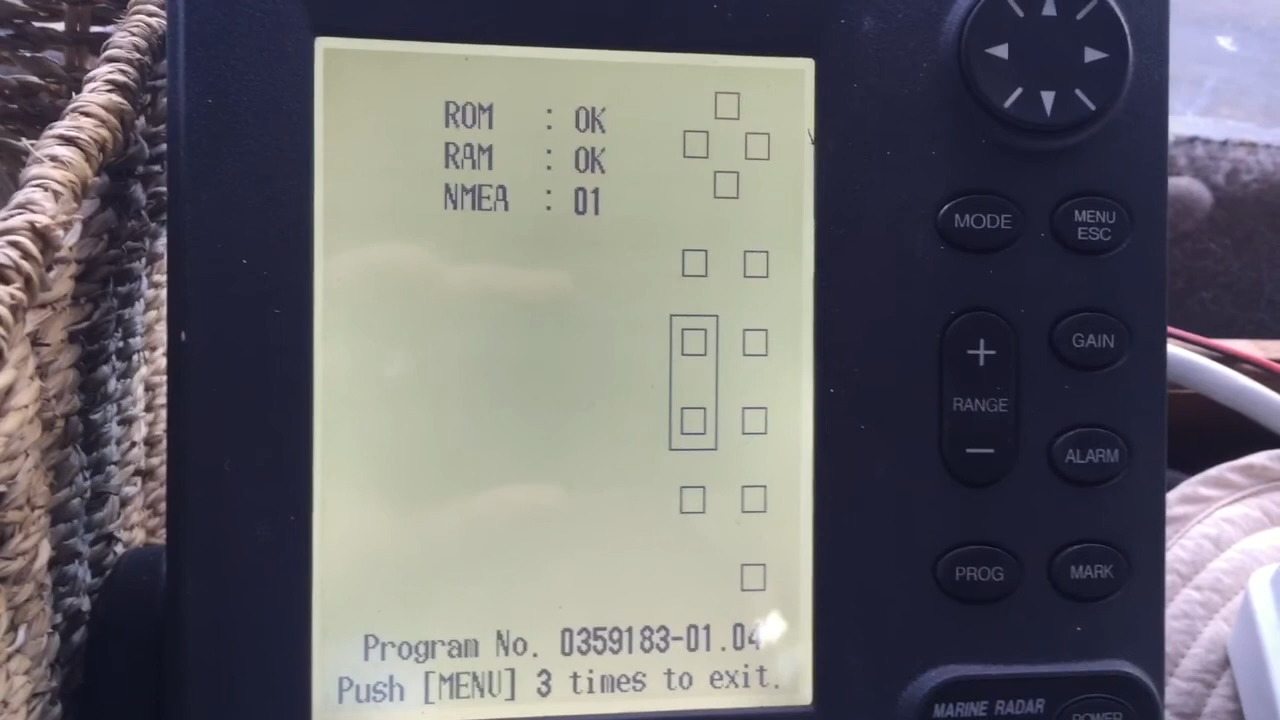 ROM : OK
RAM : OK
NMEA : 01
Program No. 0359183-01.04
Push [MENU] 3 times to exit.
MODE
MENU ESC
+
RANGE
−
GAIN
ALARM
PROG
MARK
MARINE RADAR
POWER